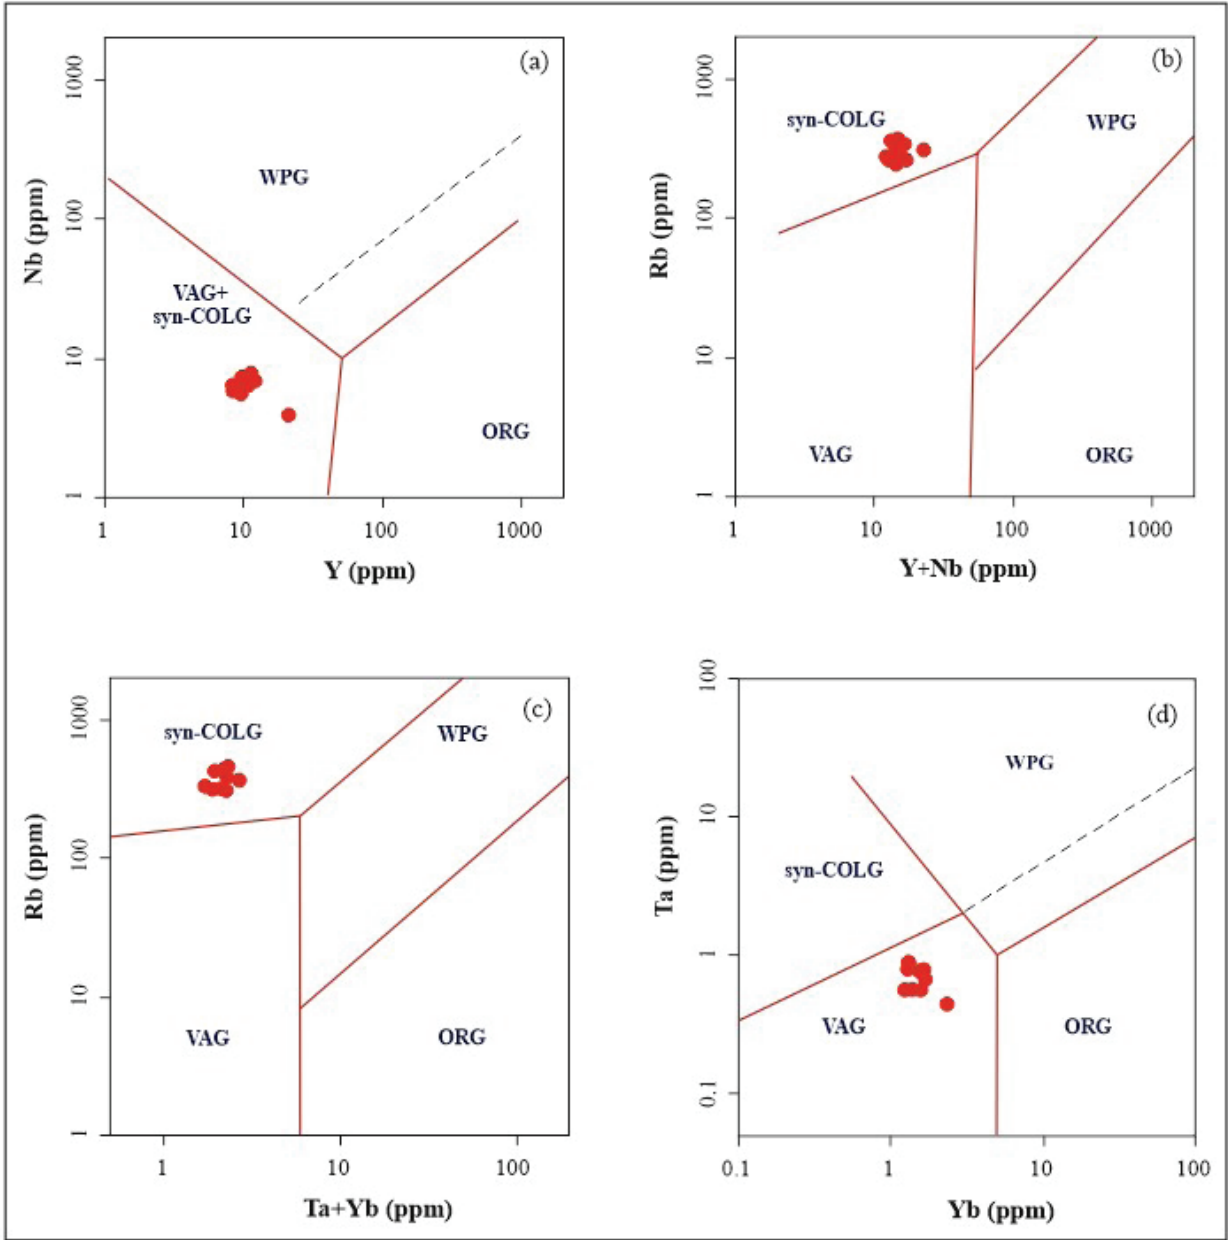 (a)
1000
100
10
1
Nb (ppm)
WPG
VAG+
syn-COLG
ORG
1 10 100 1000
Y (ppm)
(b)
1000
100
10
1
Rb (ppm)
syn-COLG
WPG
VAG
ORG
1 10 100 1000
Y+Nb (ppm)
(c)
1000
100
10
1
Rb (ppm)
syn-COLG
WPG
VAG
ORG
1 10 100
Ta+Yb (ppm)
(d)
100
10
1
0.1
Ta (ppm)
WPG
syn-COLG
VAG
ORG
0.1 1 10 100
Yb (ppm)